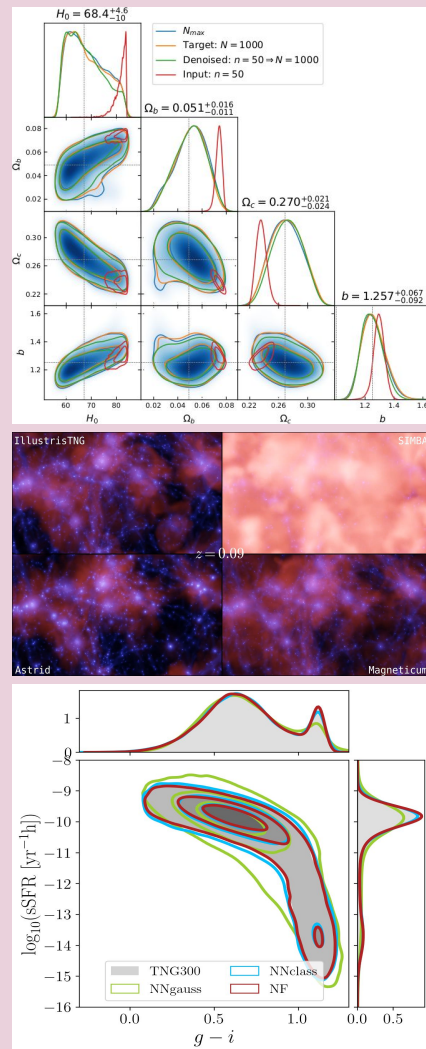 H₀ = 68.4⁺⁴·⁶₋₁₀
N_max
Target: N = 1000
Denoised: n = 50 ⇒ N = 1000
Input: n = 50
Ω_b = 0.051^{+0.016}_{-0.011}
Ω_b
0.08
0.06
0.04
0.02
Ω_c = 0.270^{+0.021}_{-0.024}
Ω_c
0.30
0.26
0.22
b = 1.257^{+0.067}_{-0.092}
b
1.6
1.4
1.2
60 70 80
0.02 0.04 0.06 0.08
0.22 0.26 0.30
1.2 1.4 1.6
H₀ Ω_b Ω_c b
IllustrisTNG SIMBA
z = 0.09
Astrid Magneticum
1
0
log₁₀(sSFR [yr⁻¹h])
−8
−9
−10
−11
−12
−13
−14
−15
−16
TNG300 NNclass
NNgauss NF
0.0 0.5 1.0
0.0 0.5
g − i